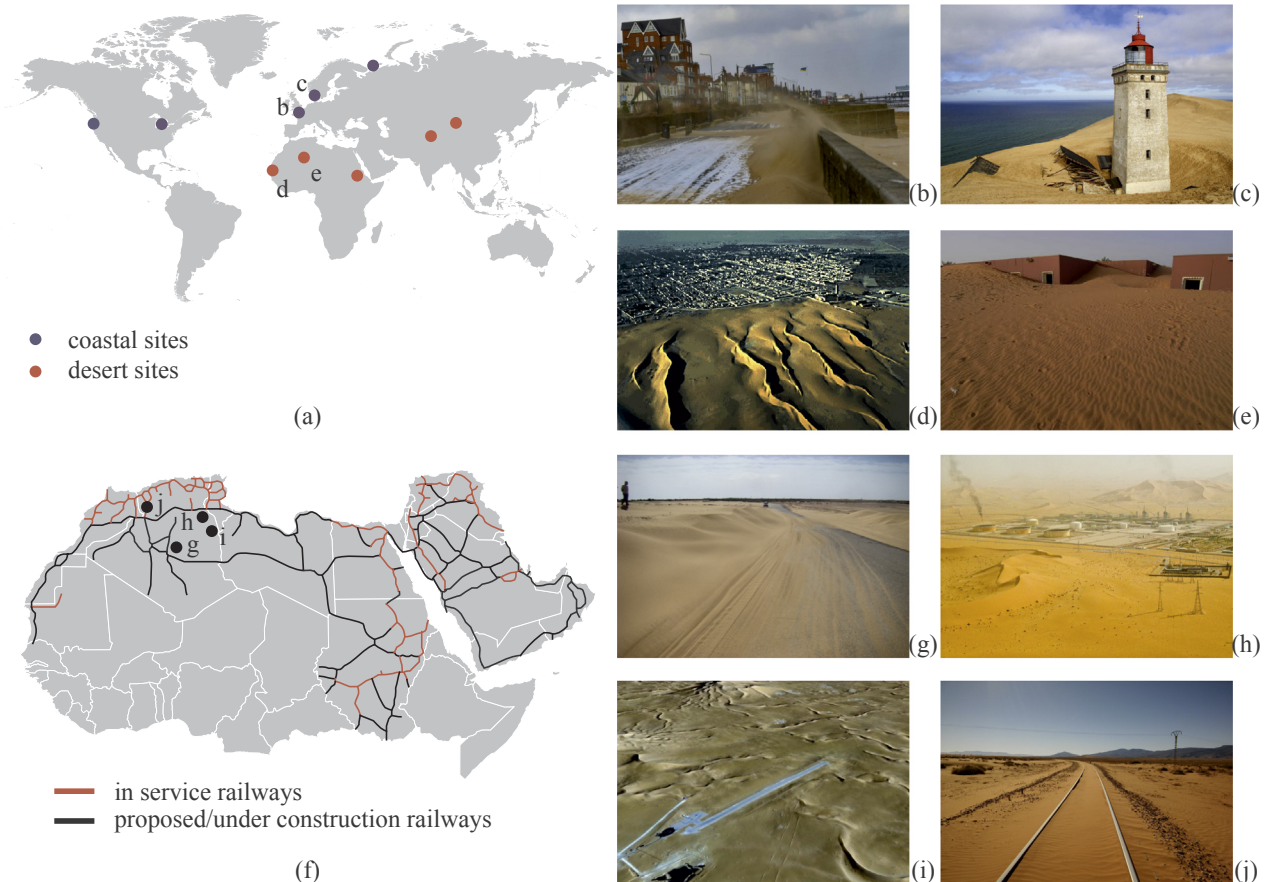 c
b
d
e
coastal sites
desert sites
(a)
(b)
(c)
(d)
(e)
j
h
i
g
in service railways
proposed/under construction railways
(f)
(g)
(h)
(i)
(j)